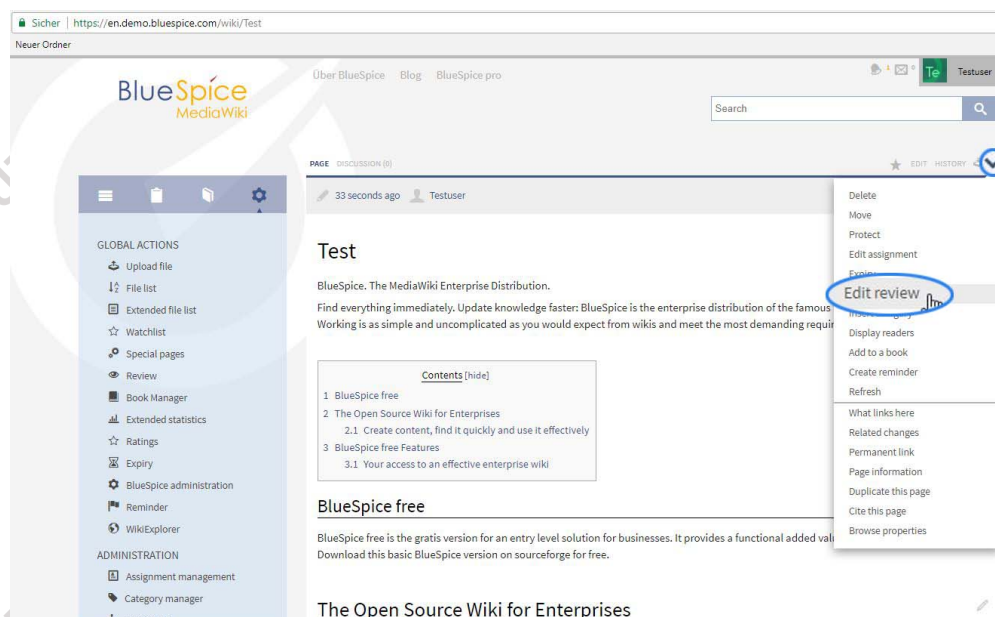 Sicher | https://en.demo.bluespice.com/wiki/Test
Neuer Ordner
Über BlueSpice Blog BlueSpice pro
1
Te
Testuser
BlueSpice
MediaWiki
Search
PAGE DISCUSSION (0)
EDIT HISTORY
33 seconds ago Testuser
GLOBAL ACTIONS
Upload file
File list
Extended file list
Watchlist
Special pages
Review
Book Manager
Extended statistics
Ratings
Expiry
BlueSpice administration
Reminder
WikiExplorer
ADMINISTRATION
Assignment management
Category manager
Test
BlueSpice. The MediaWiki Enterprise Distribution.
Find everything immediately. Update knowledge faster: BlueSpice is the enterprise distribution of the famous
Working is as simple and uncomplicated as you would expect from wikis and meet the most demanding
Contents [hide]
1 BlueSpice free
2 The Open Source Wiki for Enterprises
2.1 Create content, find it quickly and use it effectively
3 BlueSpice free Features
3.1 Your access to an effective enterprise wiki
BlueSpice free
BlueSpice free is the gratis version for an entry level solution for businesses. It provides a functional added
Download this basic BlueSpice version on sourceforge for free.
The Open Source Wiki for Enterprises
Delete
Move
Protect
Edit assignment
Expiry
Edit review
Display readers
Add to a book
Create reminder
Refresh
What links here
Related changes
Permanent link
Page information
Duplicate this page
Cite this page
Browse properties